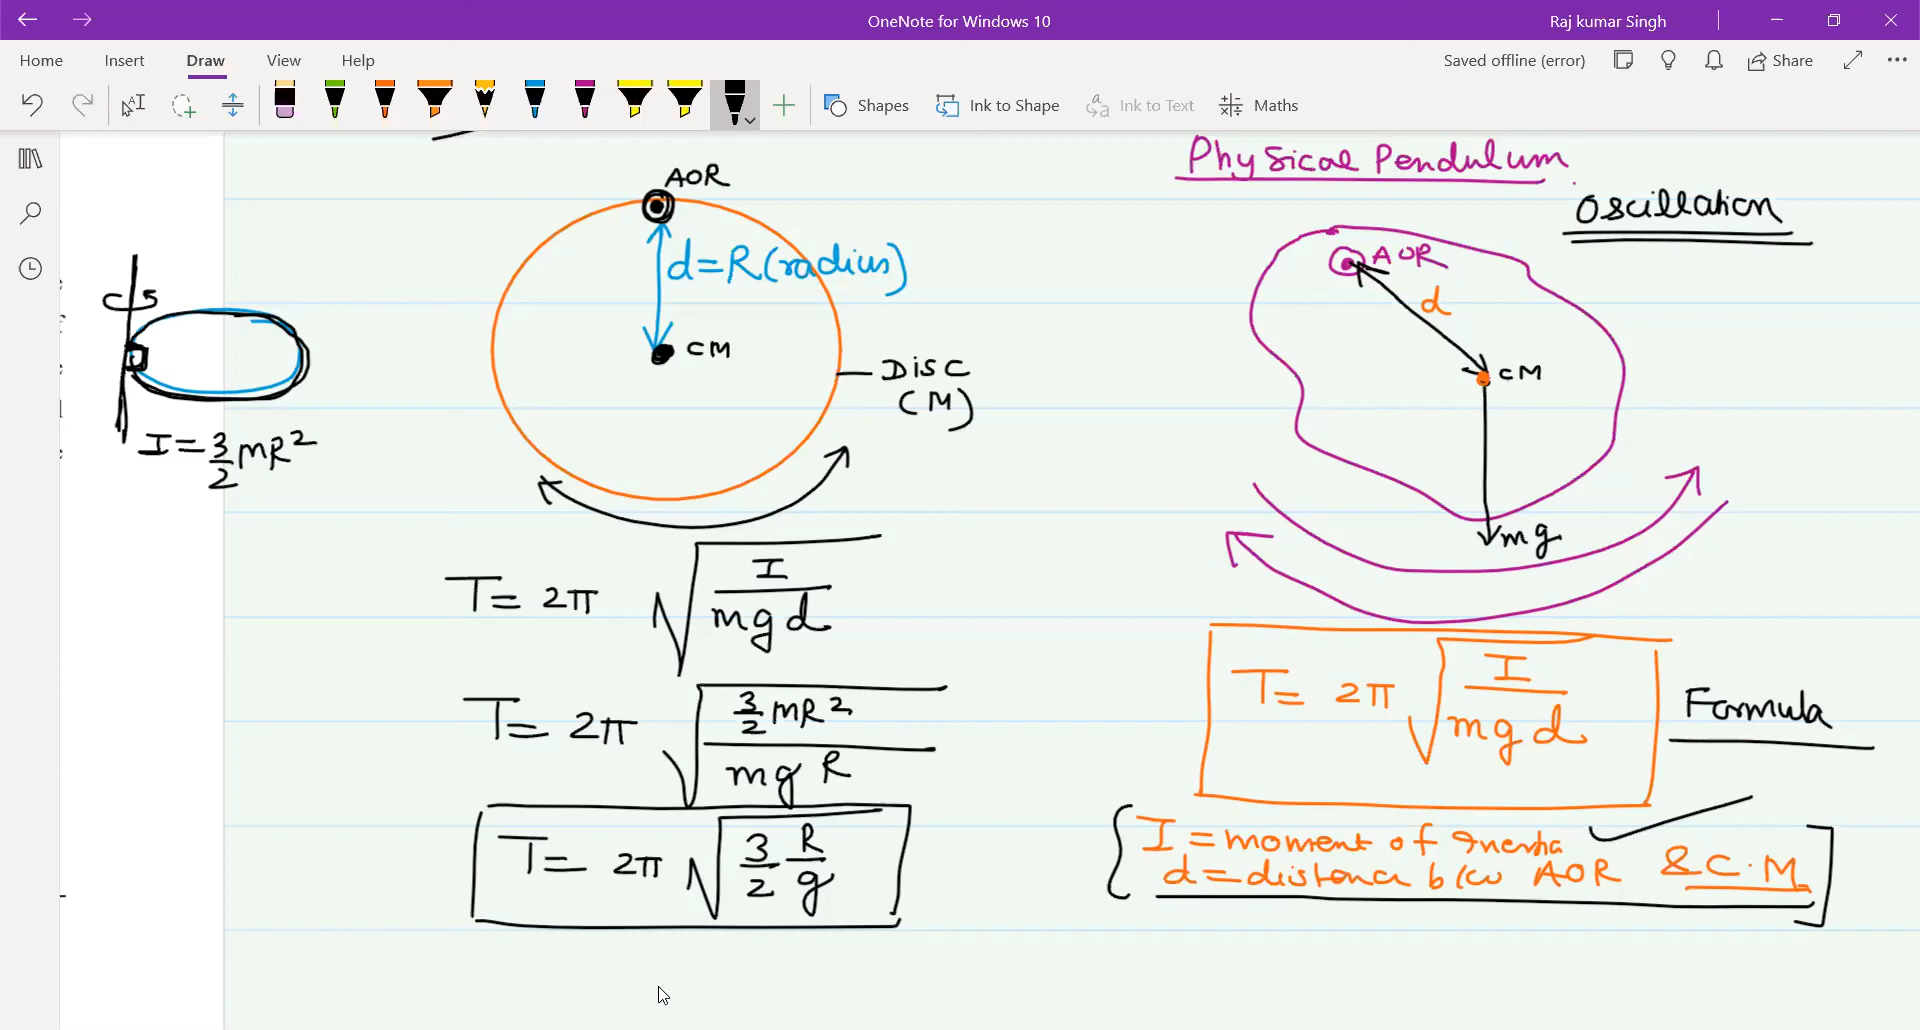 OneNote for Windows 10
Raj kumar Singh
Home Insert Draw View Help
Saved offline (error) Share
Shapes Ink to Shape Ink to Text Maths
Physical Pendulum
Oscillation
AOR
d=R(radius)
CM
DISC
(M)
I=3/2 MR²
T= 2π √(I/mgd)
T= 2π √(3/2 MR²/mg R)
T= 2π √(3/2 R/g)
AOR
d
CM
mg
T= 2π √(I/mgd)
Formula
I = moment of Inertia
d= distance b/w AOR & C.M